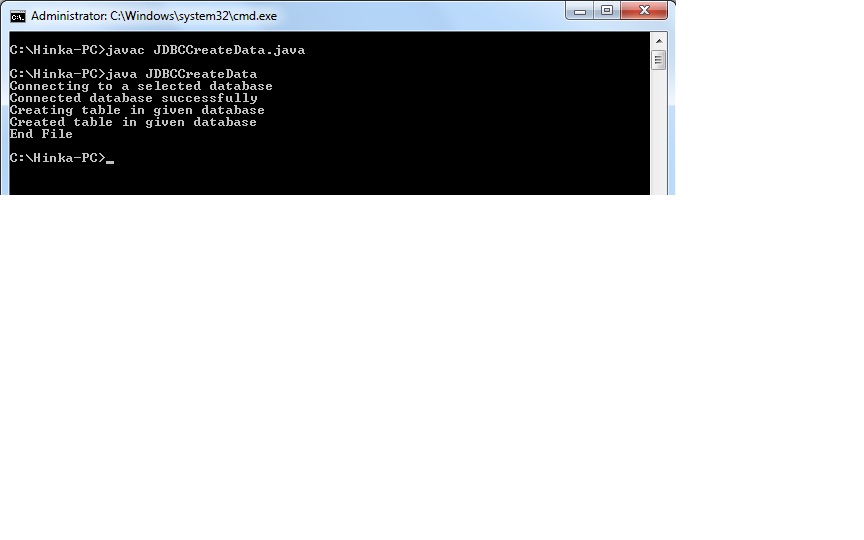 Administrator: C:\Windows\system32\cmd.exe
C:\Hinka-PC>javac JDBCCreateData.java
C:\Hinka-PC>java JDBCCreateData
Connecting to a selected database
Connected database successfully
Creating table in given database
Created table in given database
End File
C:\Hinka-PC>_